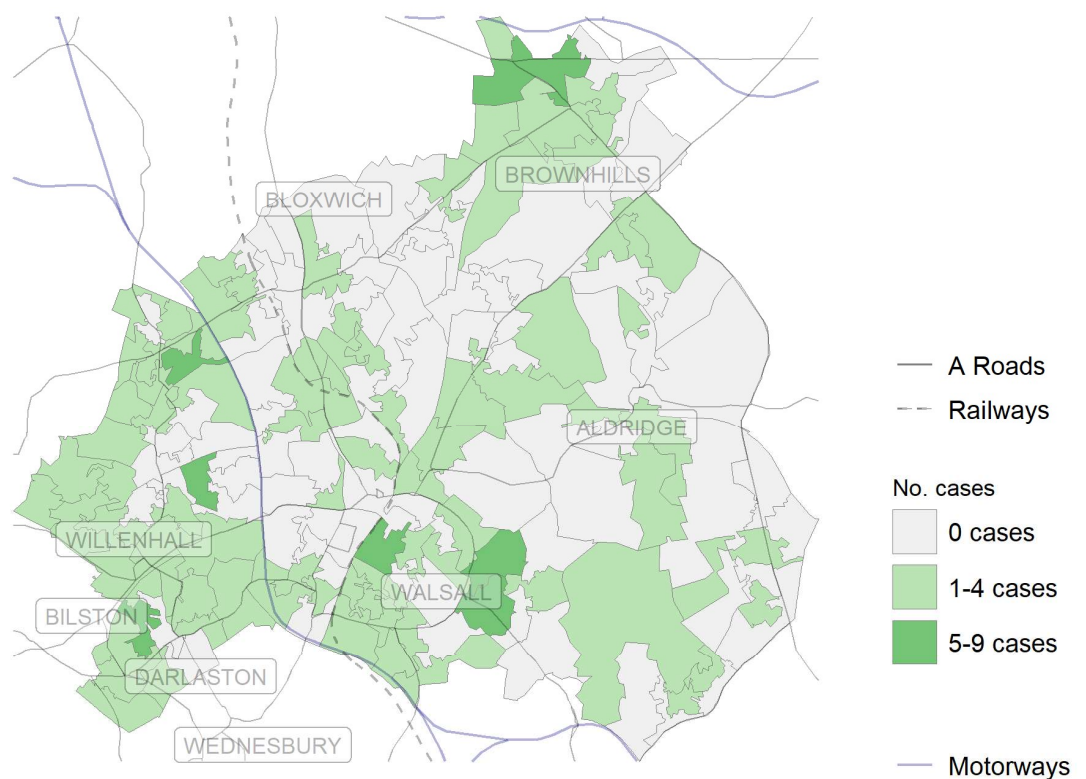 BROWNHILLS
BLOXWICH
ALDRIDGE
WILLENHALL
WALSALL
BILSTON
DARLASTON
WEDNESBURY
A Roads
Railways
No. cases
0 cases
1-4 cases
5-9 cases
Motorways